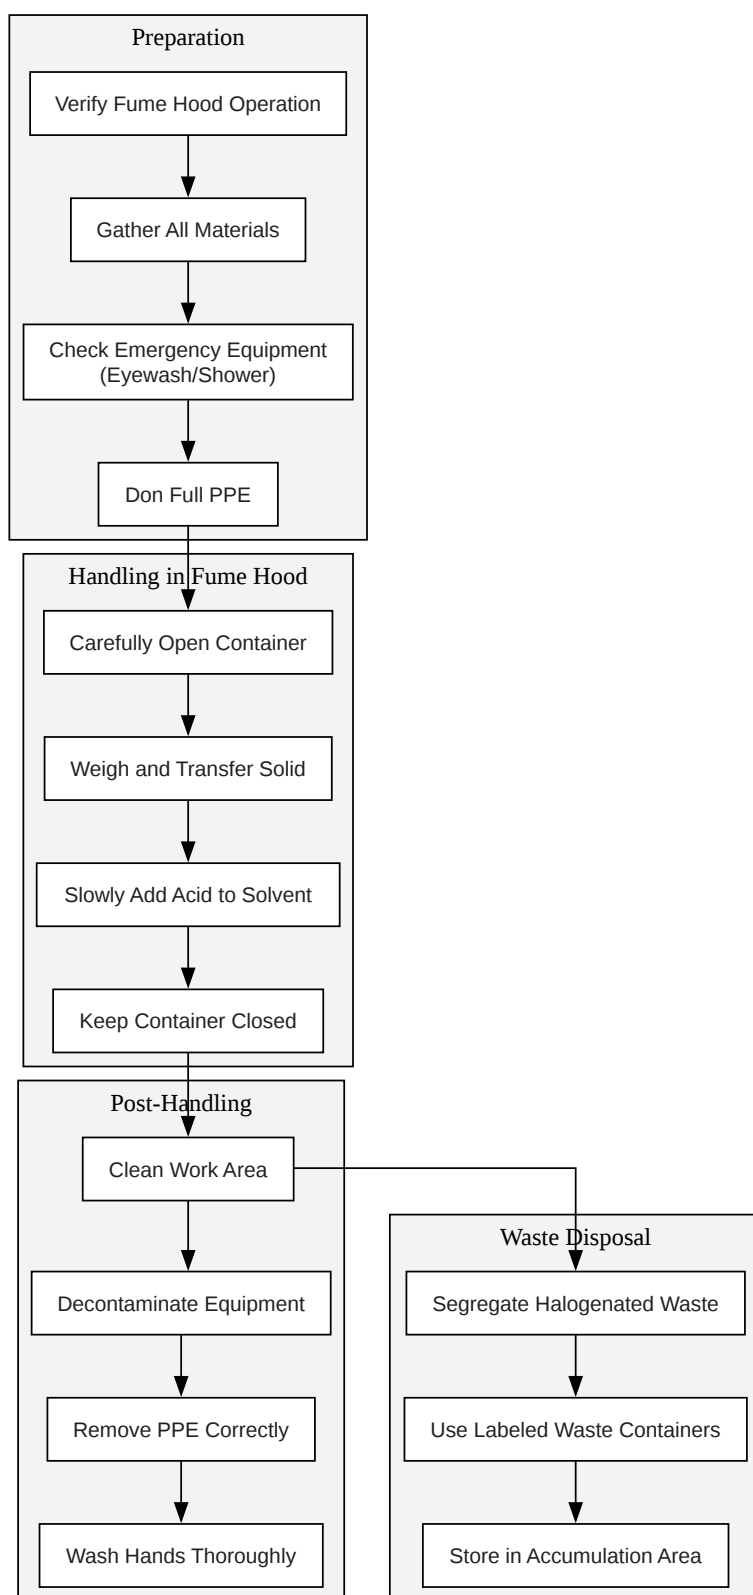 Preparation
Verify Fume Hood Operation
Gather All Materials
Check Emergency Equipment
(Eyewash/Shower)
Don Full PPE
Handling in Fume Hood
Carefully Open Container
Weigh and Transfer Solid
Slowly Add Acid to Solvent
Keep Container Closed
Post-Handling
Clean Work Area
Decontaminate Equipment
Remove PPE Correctly
Wash Hands Thoroughly
Waste Disposal
Segregate Halogenated Waste
Use Labeled Waste Containers
Store in Accumulation Area